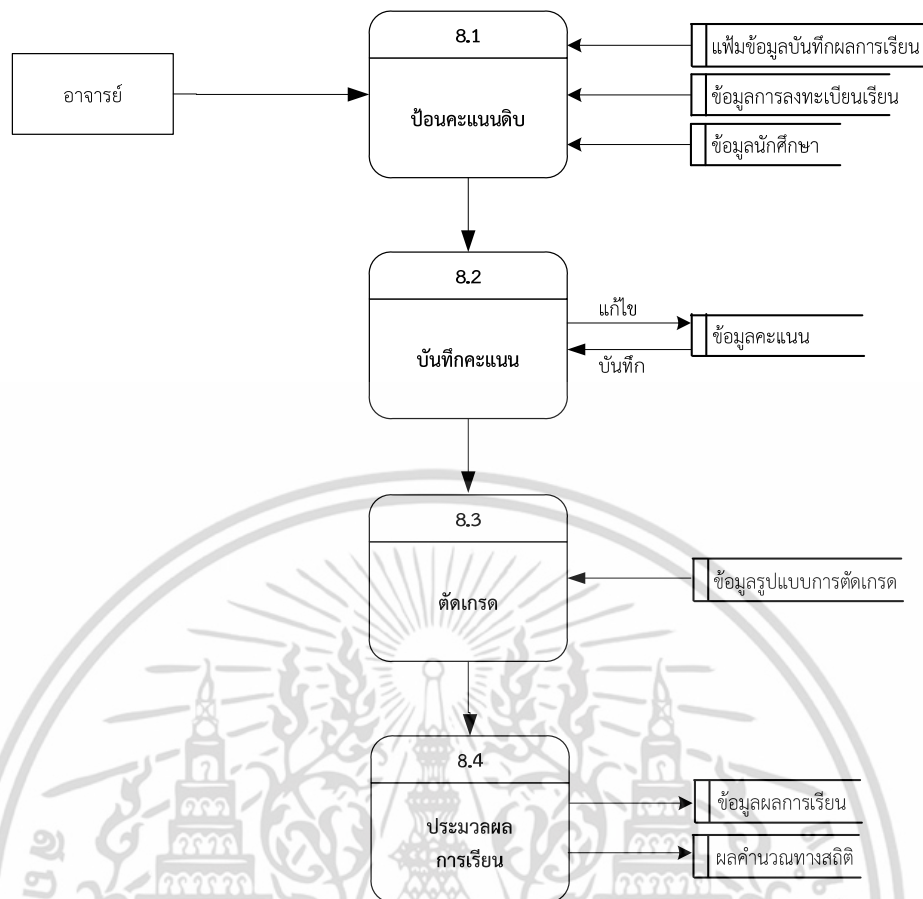 8.1
แฟ้มข้อมูลบันทึกผลการเรียน
อาจารย์
ข้อมูลการลงทะเบียนเรียน
ป้อนคะแนนดิบ
ข้อมูลนักศึกษา
8.2
แก้ไข
ข้อมูลคะแนน
บันทึกคะแนน
บันทึก
8.3
ข้อมูลรูปแบบการตัดเกรด
ตัดเกรด
8.4
ข้อมูลผลการเรียน
ประมวลผล
การเรียน
ผลคำนวณทางสถิติ